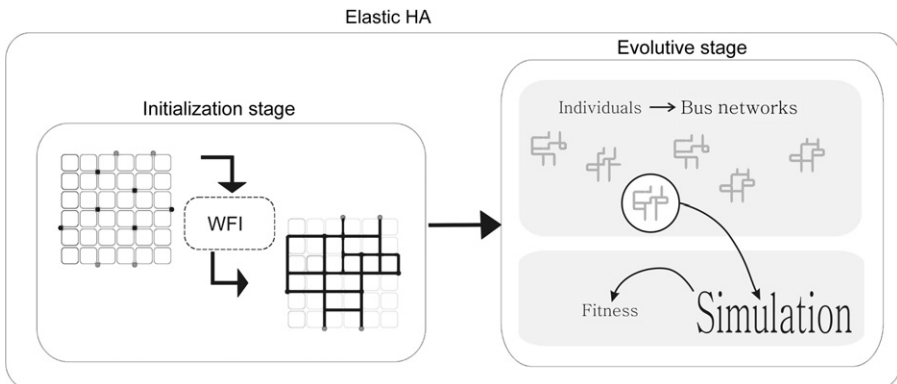 Elastic HA
Evolutive stage
Initialization stage
Individuals → Bus networks
WFI
Fitness
Simulation